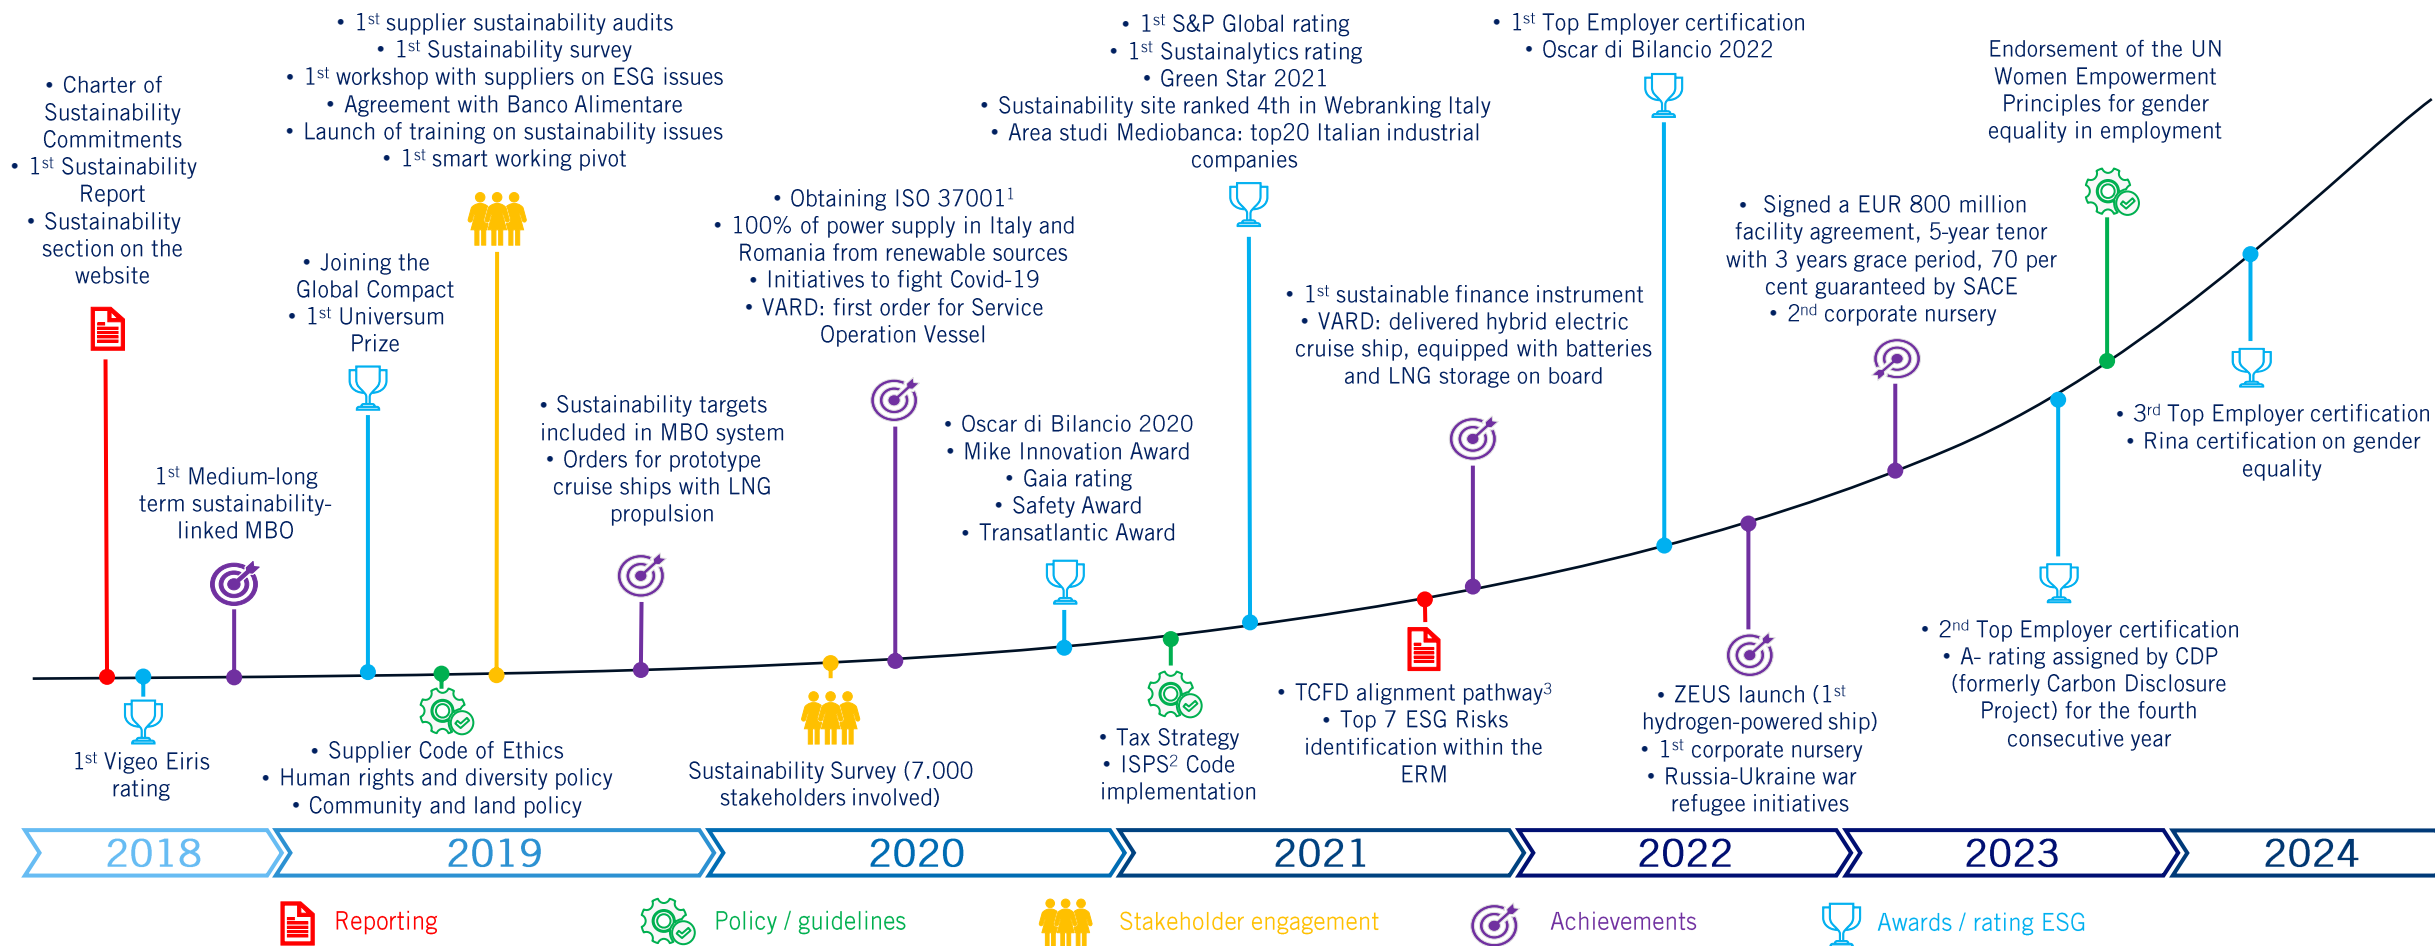 • Charter of
Sustainability
Commitments
• 1st Sustainability
Report
• Sustainability
section on the
website
1st Vigeo Eiris
rating
1st Medium-long
term sustainability-
linked MBO
• Joining the
Global Compact
• 1st Universum
Prize
• Supplier Code of Ethics
• Human rights and diversity policy
• Community and land policy
• 1st supplier sustainability audits
• 1st Sustainability survey
• 1st workshop with suppliers on ESG issues
• Agreement with Banco Alimentare
• Launch of training on sustainability issues
• 1st smart working pivot
• Sustainability targets
included in MBO system
• Orders for prototype
cruise ships with LNG
propulsion
Sustainability Survey (7.000
stakeholders involved)
• Obtaining ISO 37001¹
• 100% of power supply in Italy and
Romania from renewable sources
• Initiatives to fight Covid-19
• VARD: first order for Service
Operation Vessel
• Oscar di Bilancio 2020
• Mike Innovation Award
• Gaia rating
• Safety Award
• Transatlantic Award
• Tax Strategy
• ISPS² Code
implementation
• 1st S&P Global rating
• 1st Sustainalytics rating
• Green Star 2021
• Sustainability site ranked 4th in Webranking Italy
• Area studi Mediobanca: top20 Italian industrial
companies
• TCFD alignment pathway³
• Top 7 ESG Risks
identification within the
ERM
• 1st sustainable finance instrument
• VARD: delivered hybrid electric
cruise ship, equipped with batteries
and LNG storage on board
• 1st Top Employer certification
• Oscar di Bilancio 2022
• ZEUS launch (1st
hydrogen-powered ship)
• 1st corporate nursery
• Russia-Ukraine war
refugee initiatives
• Signed a EUR 800 million
facility agreement, 5-year tenor
with 3 years grace period, 70 per
cent guaranteed by SACE
• 2nd corporate nursery
• 2nd Top Employer certification
• A- rating assigned by CDP
(formerly Carbon Disclosure
Project) for the fourth
consecutive year
Endorsement of the UN
Women Empowerment
Principles for gender
equality in employment
• 3rd Top Employer certification
• Rina certification on gender
equality
2018
2019
2020
2021
2022
2023
2024
Reporting
Policy / guidelines
Stakeholder engagement
Achievements
Awards / rating ESG